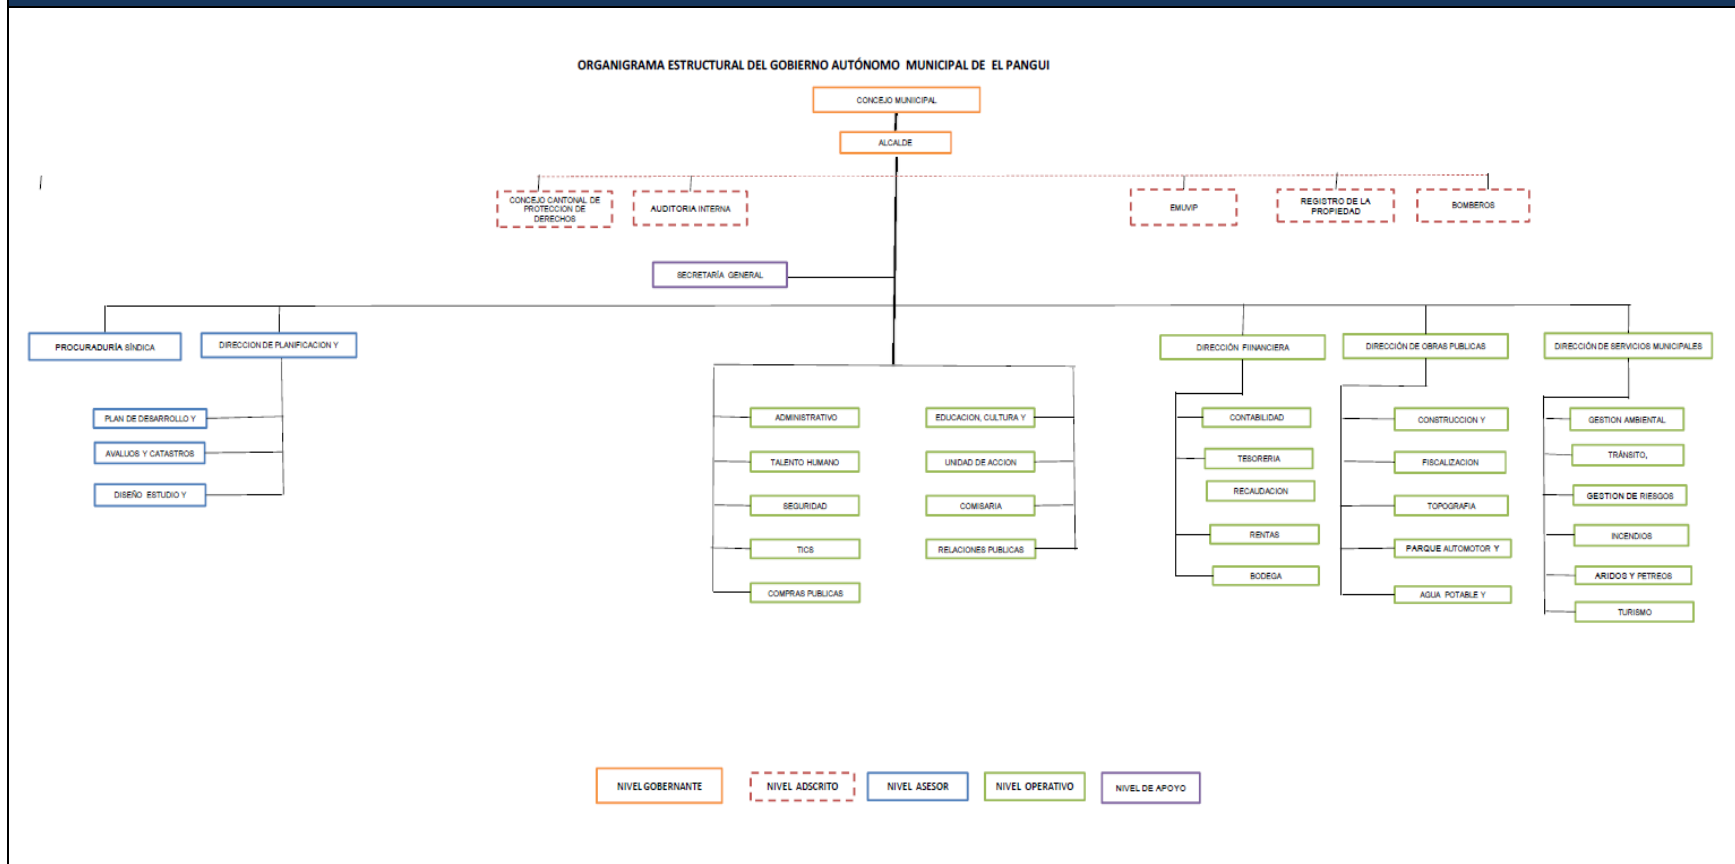 ORGANIGRAMA ESTRUCTURAL DEL GOBIERNO AUTÓNOMO MUNICIPAL DE EL PANGUI
CONCEJO MUNIICIPAL
ALCALDE
CONCEJO CANTONAL DE
PROTECCION DE
DERECHOS
AUDITORIA INTERNA
EMUVIP
REGISTRO DE LA
PROPIEDAD
BOMBEROS
SECRETARÍA GENERAL
PROCURADURÍA SÍNDICA
DIRECCION DE PLANIFICACION Y
DIRECCIÓN FIINANCIERA
DIRECCIÓN DE OBRAS PUBLICAS
DIRECCIÓN DE SERVICIOS MUNICIPALES
PLAN DE DESARROLLO Y
AVALUOS Y CATASTROS
DISEÑO ESTUDIO Y
ADMINISTRATIVO
TALENTO HUMANO
SEGURIDAD
TICS
COMPRAS PUBLICAS
EDUCACION, CULTURA Y
UNIDAD DE ACCION
COMISARIA
RELACIONES PUBLICAS
CONTABILIDAD
TESORERIA
RECAUDACION
RENTAS
BODEGA
CONSTRUCCION Y
FISCALIZACION
TOPOGRAFIA
PARQUE AUTOMOTOR Y
AGUA POTABLE Y
GESTION AMBIENTAL
TRÁNSITO,
GESTION DE RIESGOS
INCENDIOS
ARIDOS Y PETREOS
TURISMO
NIVEL GOBERNANTE
NIVEL ADSCRITO
NIVEL ASESOR
NIVEL OPERATIVO
NIVEL DE APOYO